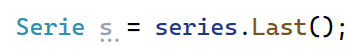 Serie s = series.Last();